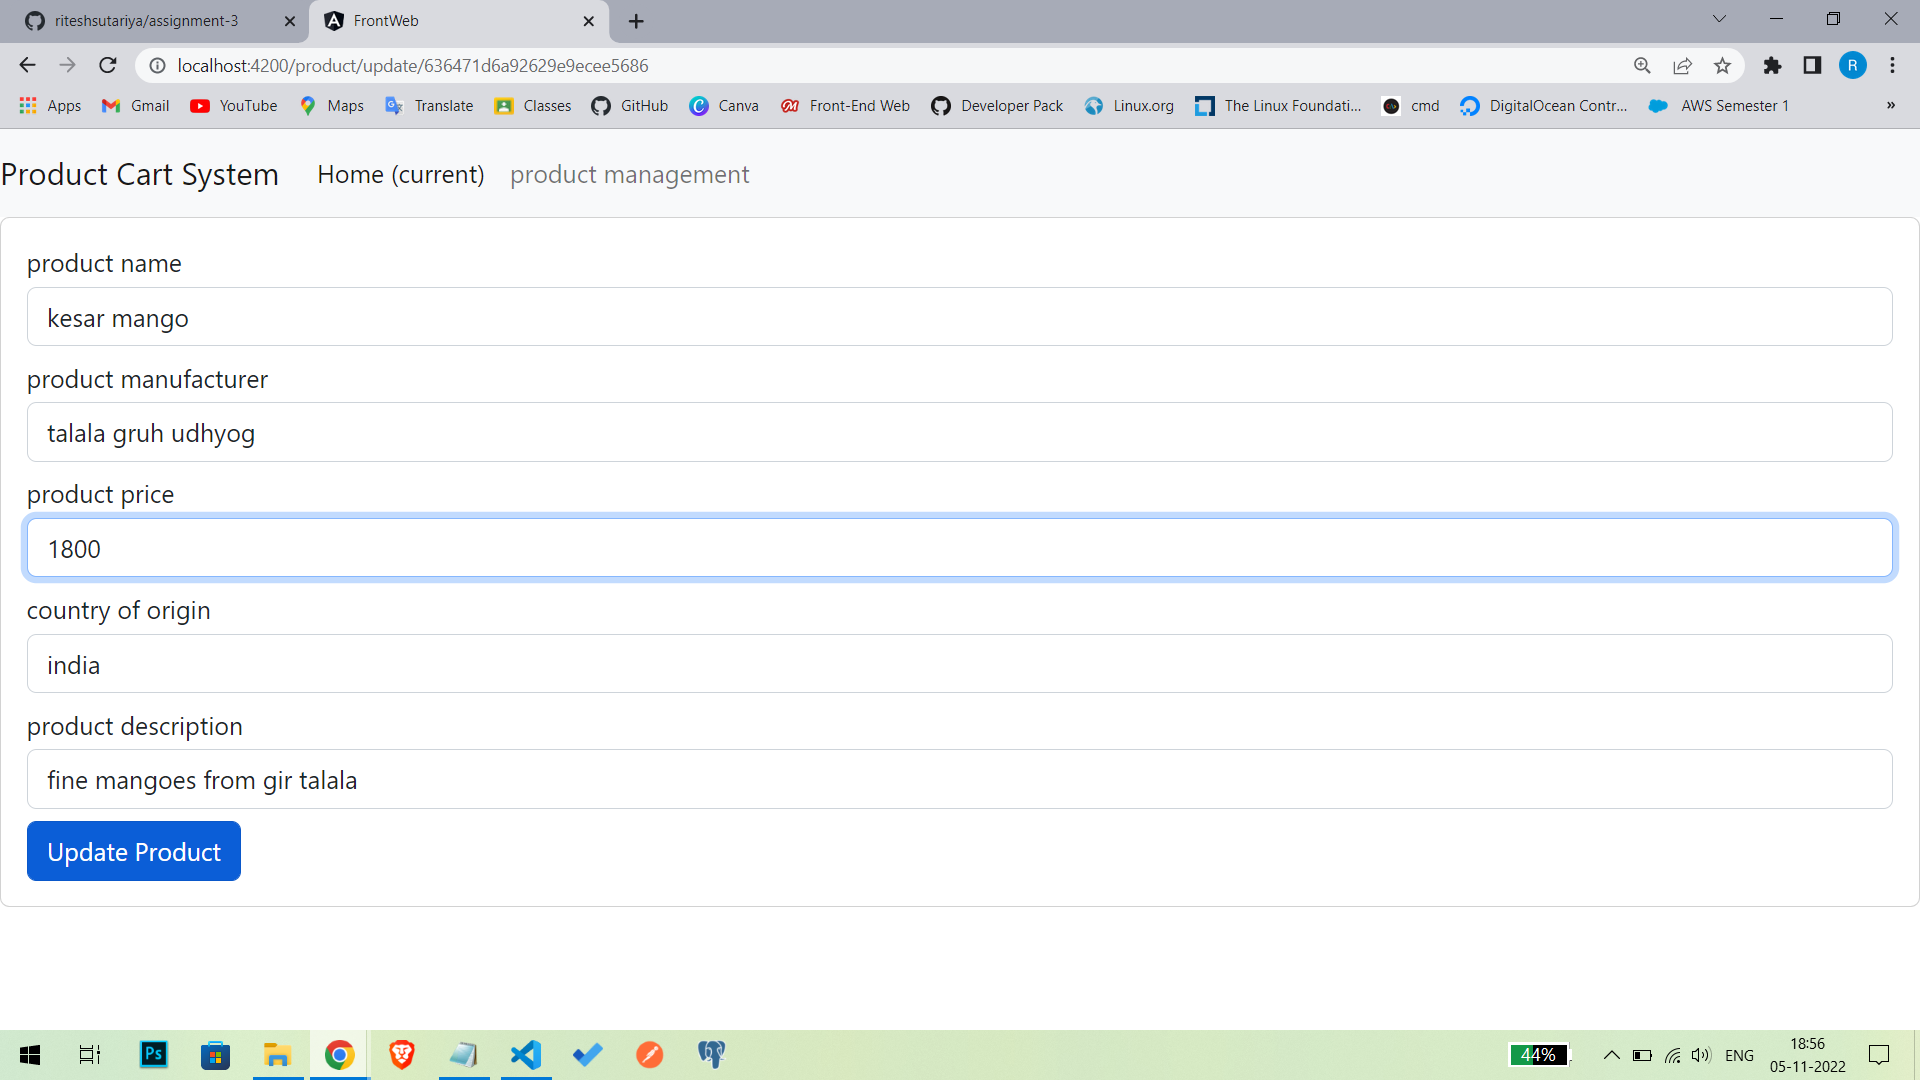 riteshsutariya/assignment-3
FrontWeb
localhost:4200/product/update/636471d6a92629e9ecee5686
R
Apps Gmail YouTube Maps Translate Classes GitHub Canva Front-End Web Developer Pack Linux.org The Linux Foundati... cmd DigitalOcean Contr... AWS Semester 1 »
Product Cart System Home (current) product management
product name
kesar mango
product manufacturer
talala gruh udhyog
product price
1800
country of origin
india
product description
fine mangoes from gir talala
Update Product
Ps
44%
ENG
18:56
05-11-2022